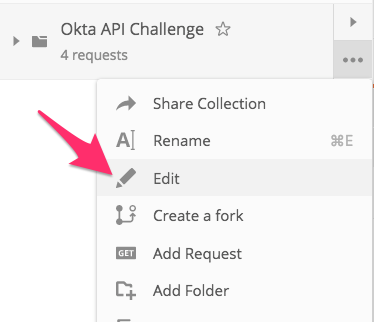 Okta API Challenge
4 requests
Share Collection
A Rename ⌘E
Edit
Create a fork
GET Add Request
Add Folder